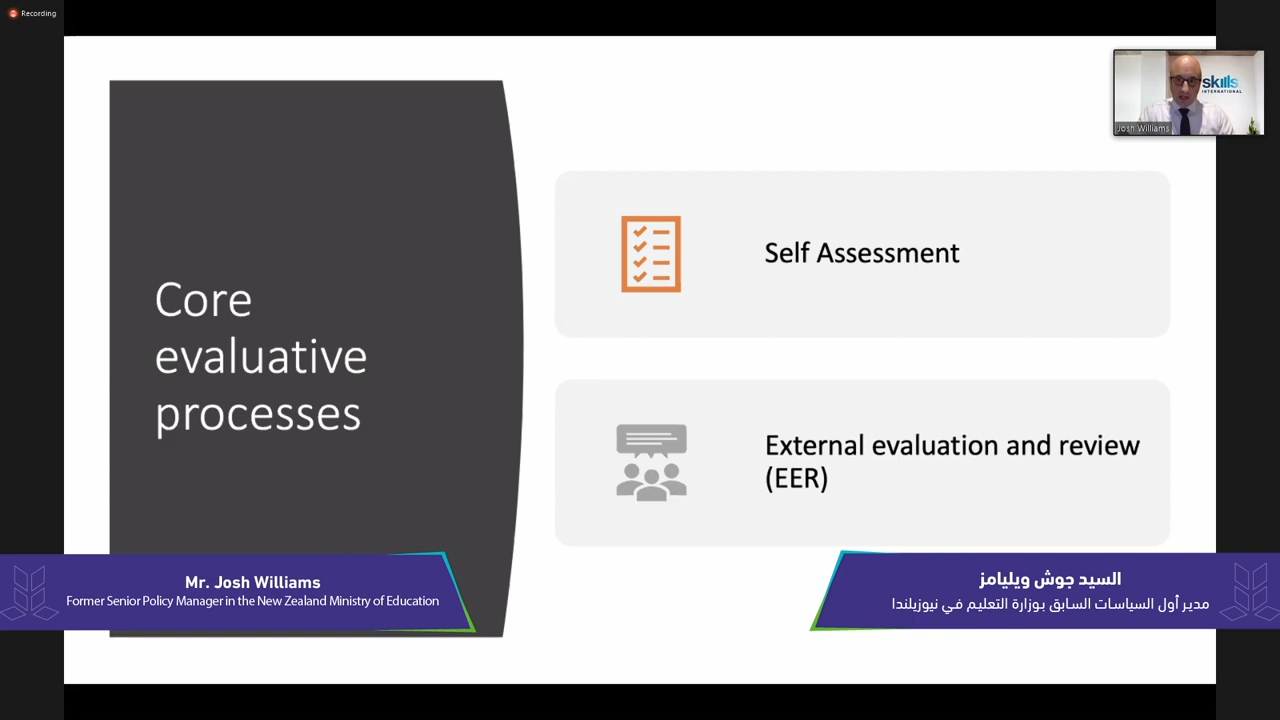 Recording
skills
INTERNATIONAL
Josh Williams
Core
evaluative
processes
Self Assessment
External evaluation and review
(EER)
Mr. Josh Williams
Former Senior Policy Manager in the New Zealand Ministry of Education
السيد جوش ويليامز
مدير أول السياسات السابق بوزارة التعليم في نيوزيلندا